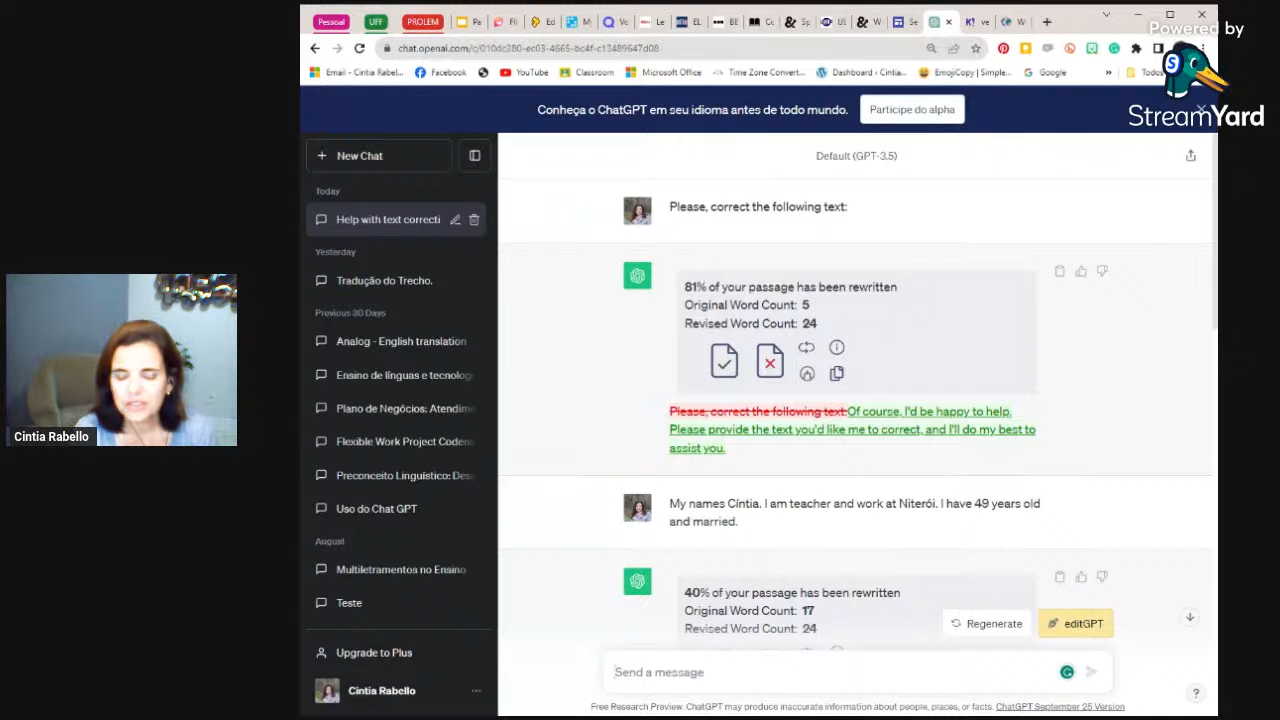 Pessoal
UFF
PROLEM
chat.openai.com/c/010dc280-ec03-4665-bc4f-c13489647d08
Powered by
StreamYard
Email - Cintia Rabel...
Facebook
YouTube
Classroom
Microsoft Office
Time Zone Convert...
Dashboard ‹ Cintia...
EmojiCopy | Simple...
Google
»
Todos
Conheça o ChatGPT em seu idioma antes de todo mundo.
Participe do alpha
New Chat
Default (GPT-3.5)
Today
Help with text correcti
Yesterday
Tradução do Trecho.
Previous 30 Days
Analog - English translation
Ensino de línguas e tecnolog
Plano de Negócios: Atendime
Flexible Work Project Coden
Preconceito Linguístico: Des
Uso do Chat GPT
August
Multiletramentos no Ensino
Teste
Upgrade to Plus
Cintia Rabello
Please, correct the following text:
81% of your passage has been rewritten
Original Word Count: 5
Revised Word Count: 24
Please, correct the following text:Of course, I'd be happy to help.
Please provide the text you'd like me to correct, and I'll do my best to
assist you.
My names Cíntia. I am teacher and work at Niterói. I have 49 years old
and married.
40% of your passage has been rewritten
Original Word Count: 17
Revised Word Count: 24
Regenerate
editGPT
Send a message
Free Research Preview. ChatGPT may produce inaccurate information about people, places, or facts. ChatGPT September 25 Version
?
Cintia Rabello